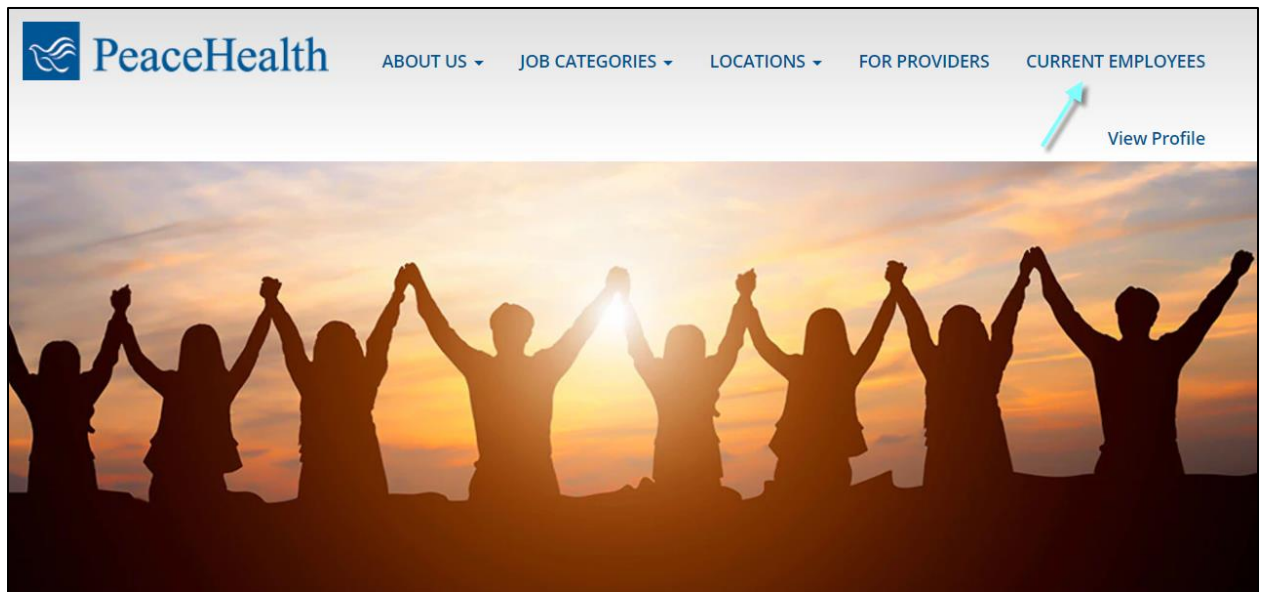 PeaceHealth
ABOUT US JOB CATEGORIES LOCATIONS FOR PROVIDERS CURRENT EMPLOYEES
View Profile